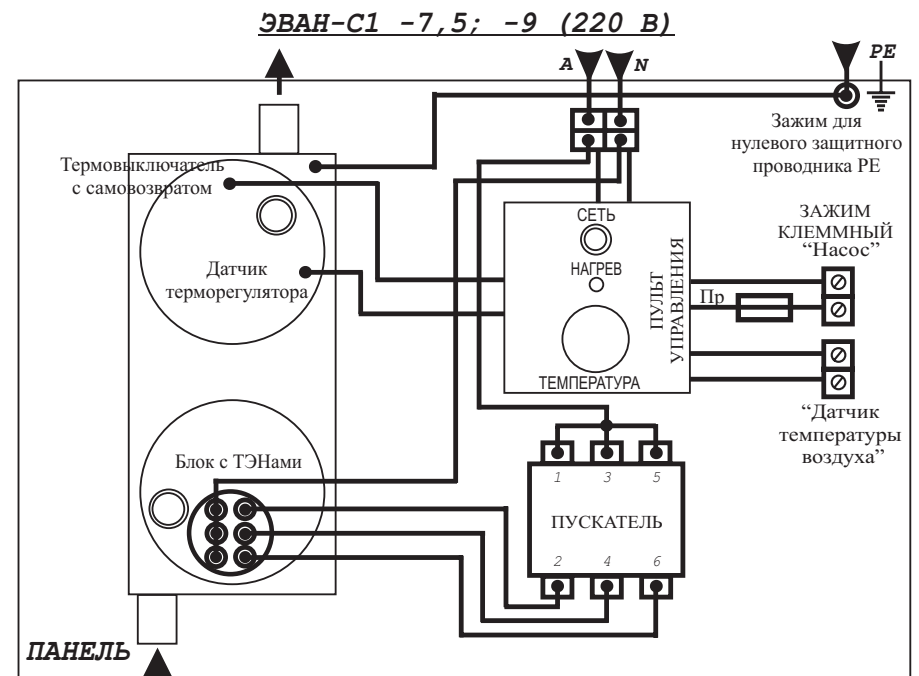 ЭВАН-С1 -7,5; -9 (220 В)
A
N
PE
Зажим для
нулевого защитного
проводника РЕ
Термовыключатель
с самовозвратом
Датчик
терморегулятора
СЕТЬ
НАГРЕВ
ТЕМПЕРАТУРА
ПУЛЬТ
УПРАВЛЕНИЯ
Пр
ЗАЖИМ
КЛЕММНЫЙ
“Насос”
“Датчик
температуры
воздуха”
Блок с ТЭНами
1 3 5
ПУСКАТЕЛЬ
2 4 6
ПАНЕЛЬ